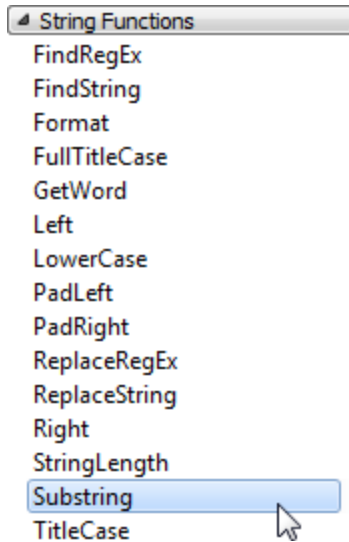 String Functions
FindRegEx
FindString
Format
FullTitleCase
GetWord
Left
LowerCase
PadLeft
PadRight
ReplaceRegEx
ReplaceString
Right
StringLength
Substring
TitleCase